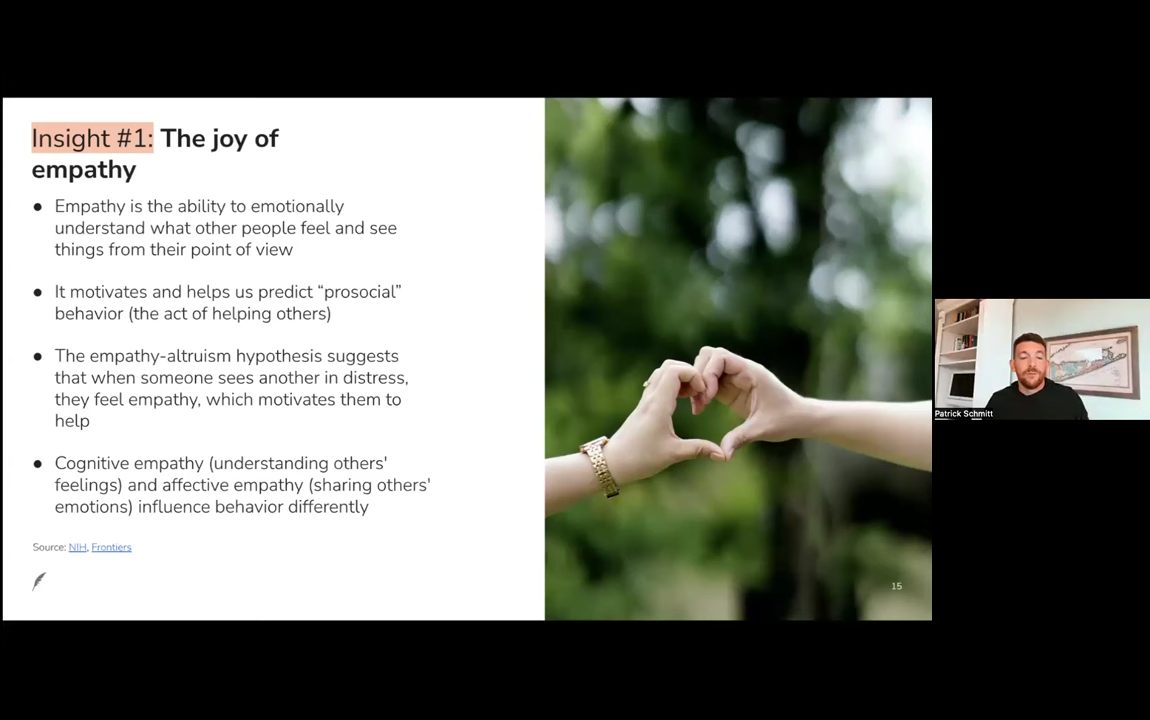 Insight #1: The joy of
empathy
● Empathy is the ability to emotionally
understand what other people feel and see
things from their point of view
● It motivates and helps us predict “prosocial”
behavior (the act of helping others)
● The empathy-altruism hypothesis suggests
that when someone sees another in distress,
they feel empathy, which motivates them to
help
● Cognitive empathy (understanding others'
feelings) and affective empathy (sharing others'
emotions) influence behavior differently
Source: NIH, Frontiers
15
Patrick Schmitt